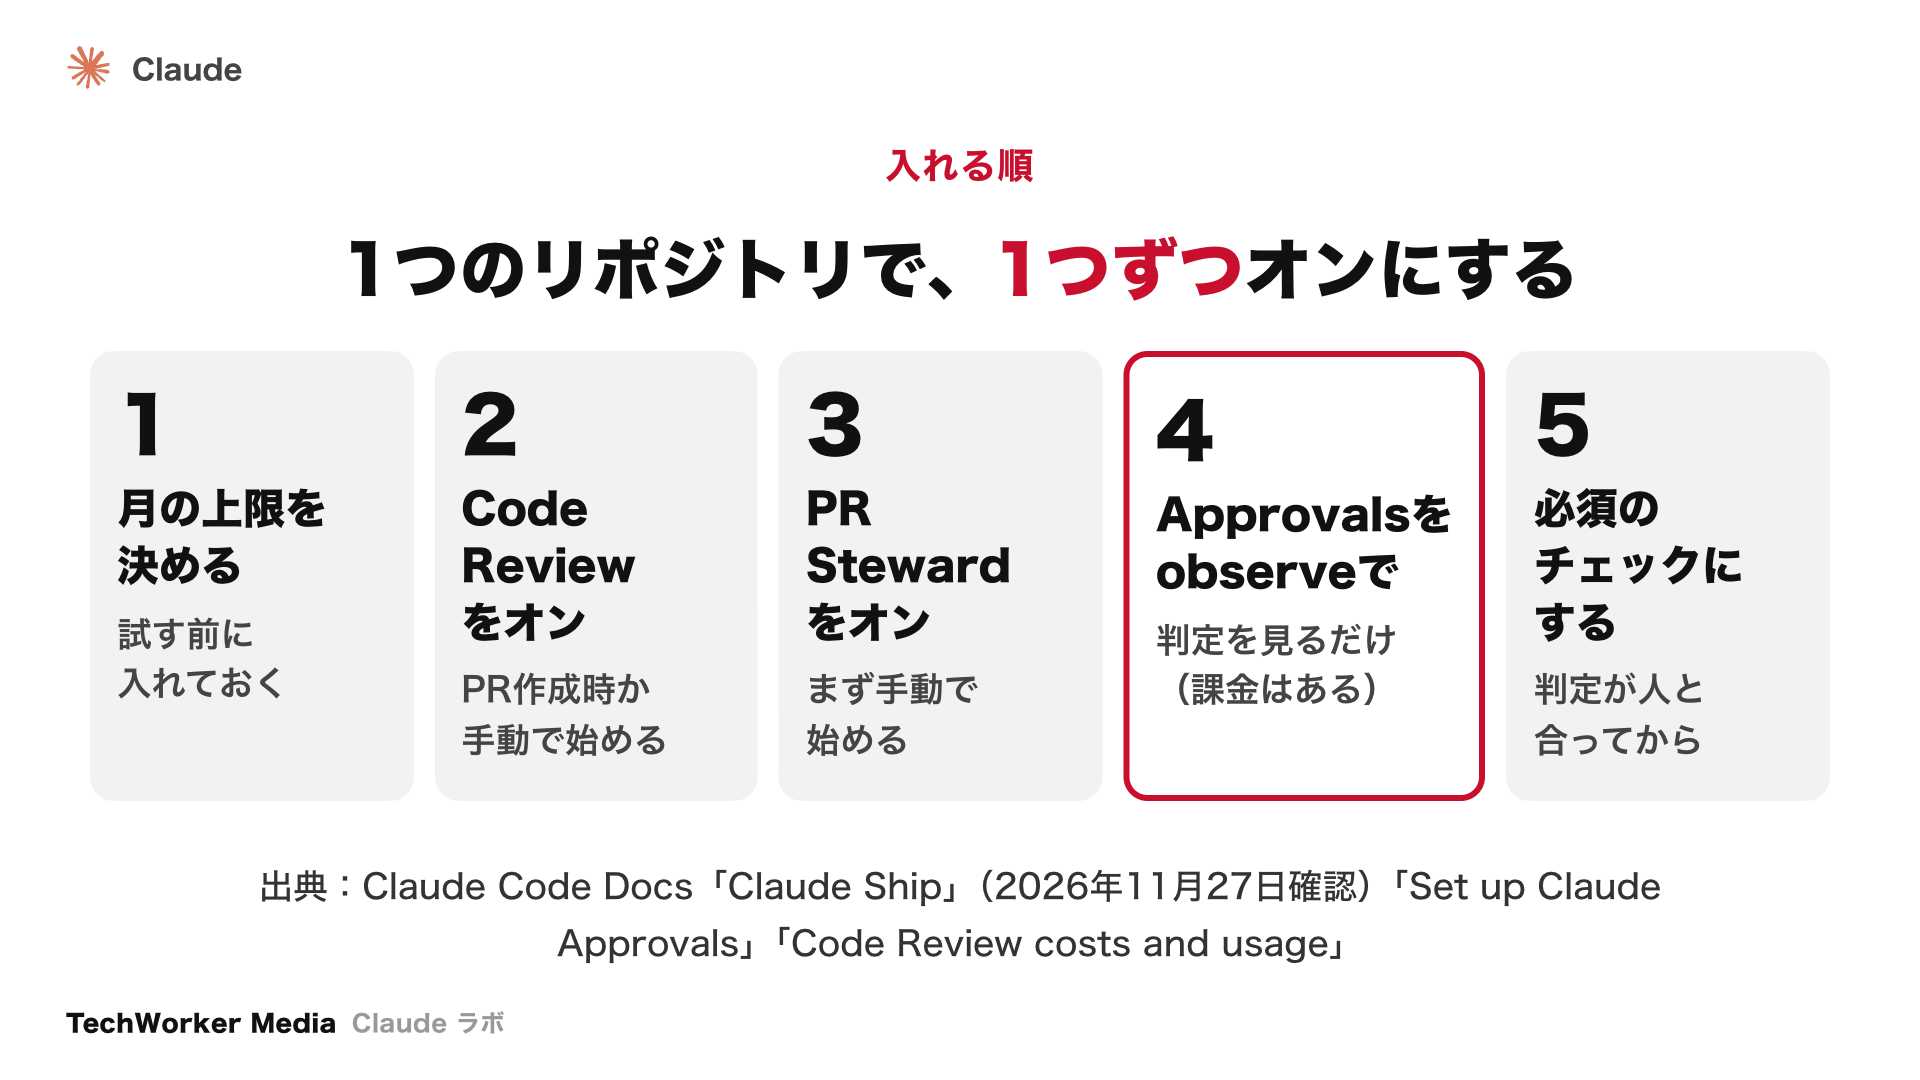 Claude
入れる順
1つのリポジトリで、1つずつオンにする
1
月の上限を
決める
試す前に
入れておく
2
Code
Review
をオン
PR作成時か
手動で始める
3
PR
Steward
をオン
まず手動で
始める
4
Approvalsを
observeで
判定を見るだけ
（課金はある）
5
必須の
チェックに
する
判定が人と
合ってから
出典：Claude Code Docs「Claude Ship」（2026年11月27日確認）「Set up Claude
Approvals」「Code Review costs and usage」
TechWorker Media Claude ラボ